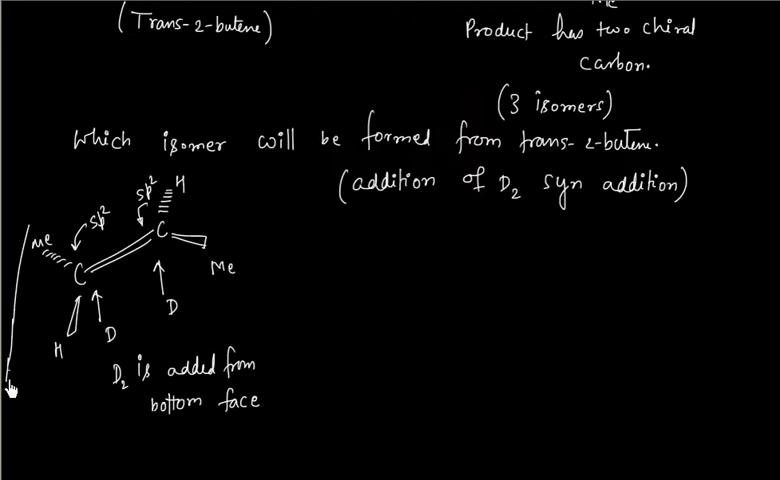 (Trans-2-butene)
Me
Product has two chiral
carbon.
(3 isomers)
Which isomer will be formed from trans-2-butene.
(addition of D2 syn addition)
sp2
H
sp2
Me
C
C
Me
D
H
D
D2 is added from
bottom face